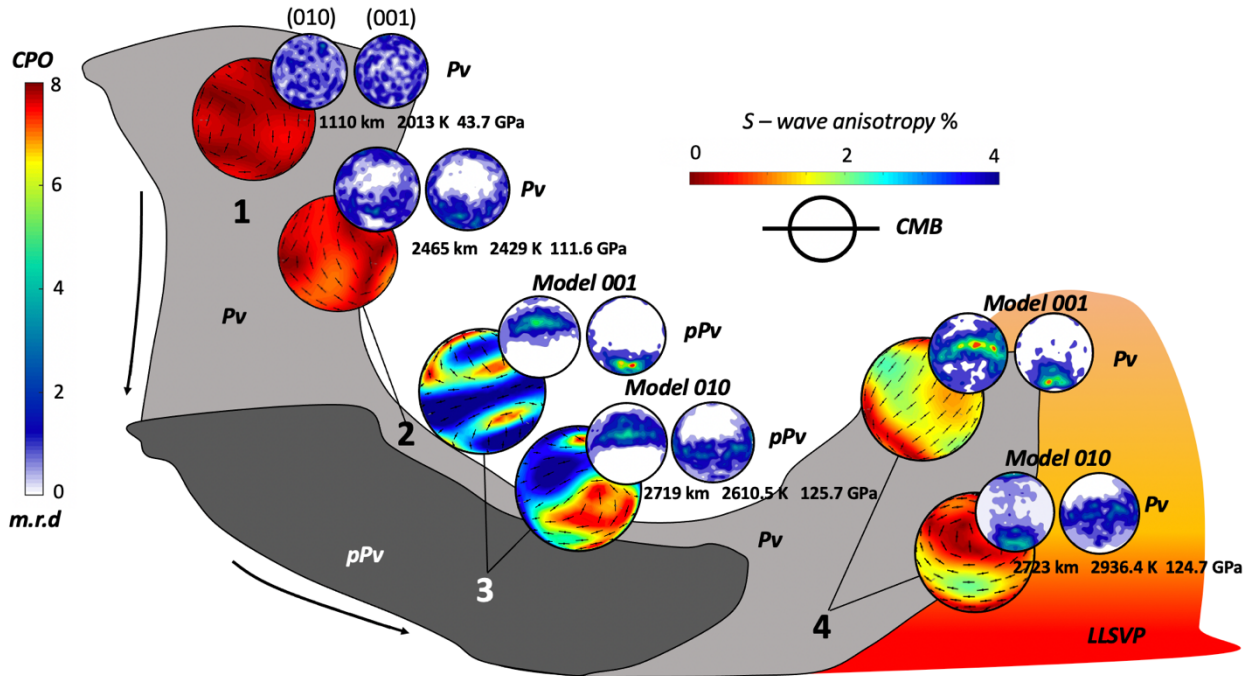 (010) (001)
CPO
8
6
4
2
0
m.r.d
Pv
1110 km 2013 K 43.7 GPa
S – wave anisotropy %
0 2 4
CMB
1
Pv
2465 km 2429 K 111.6 GPa
Pv
Model 001
pPv
2
Model 010
pPv
2719 km 2610.5 K 125.7 GPa
pPv
3
Pv
Model 001
Pv
Model 010
Pv
2723 km 2936.4 K 124.7 GPa
4
LLSVP